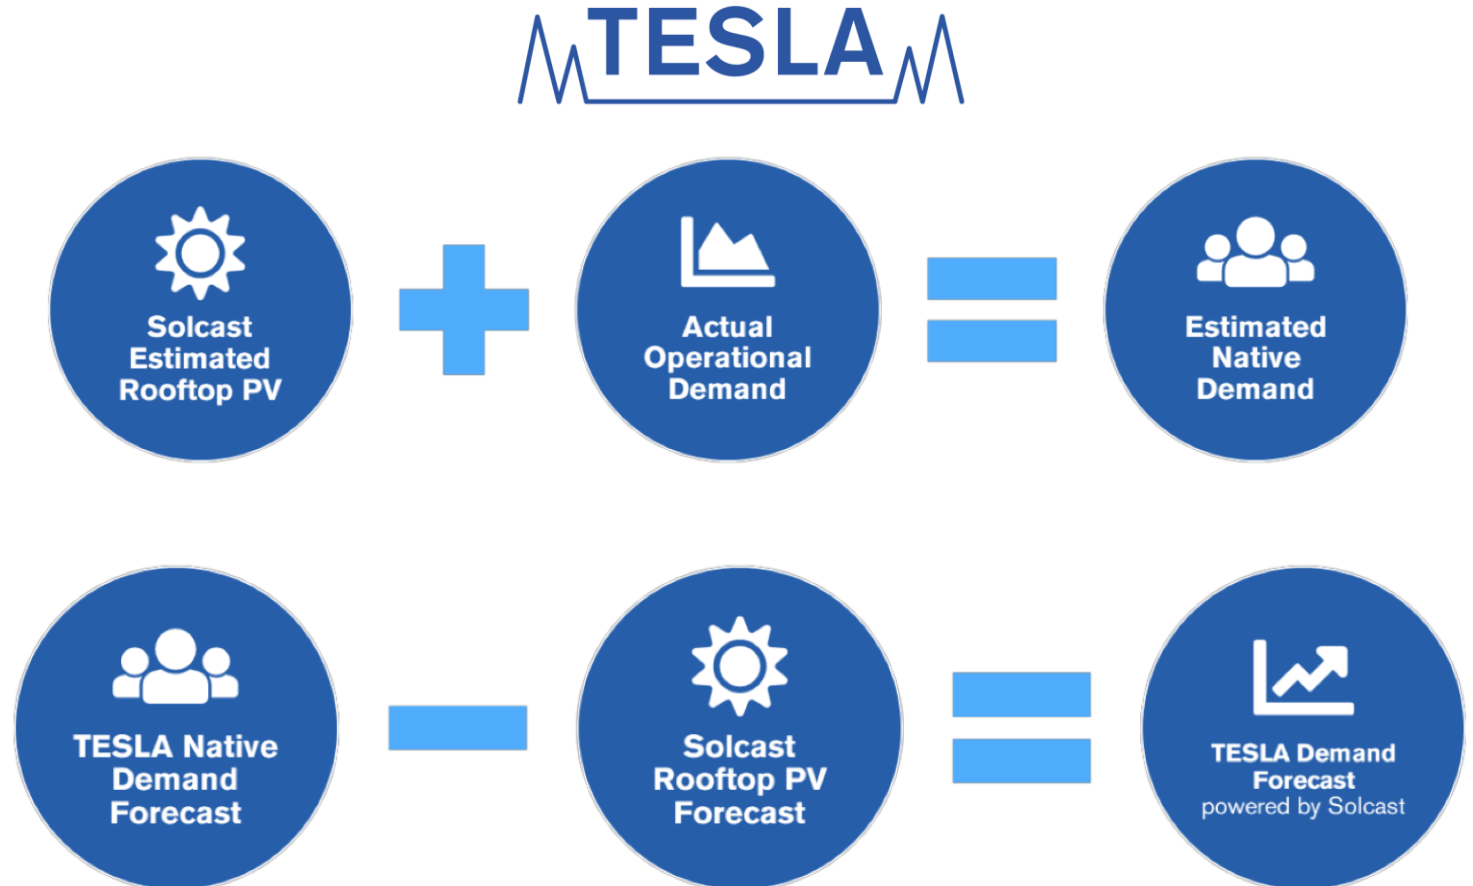 TESLA
Solcast
Estimated
Rooftop PV
Actual
Operational
Demand
Estimated
Native
Demand
TESLA Native
Demand
Forecast
Solcast
Rooftop PV
Forecast
TESLA Demand
Forecast
powered by Solcast